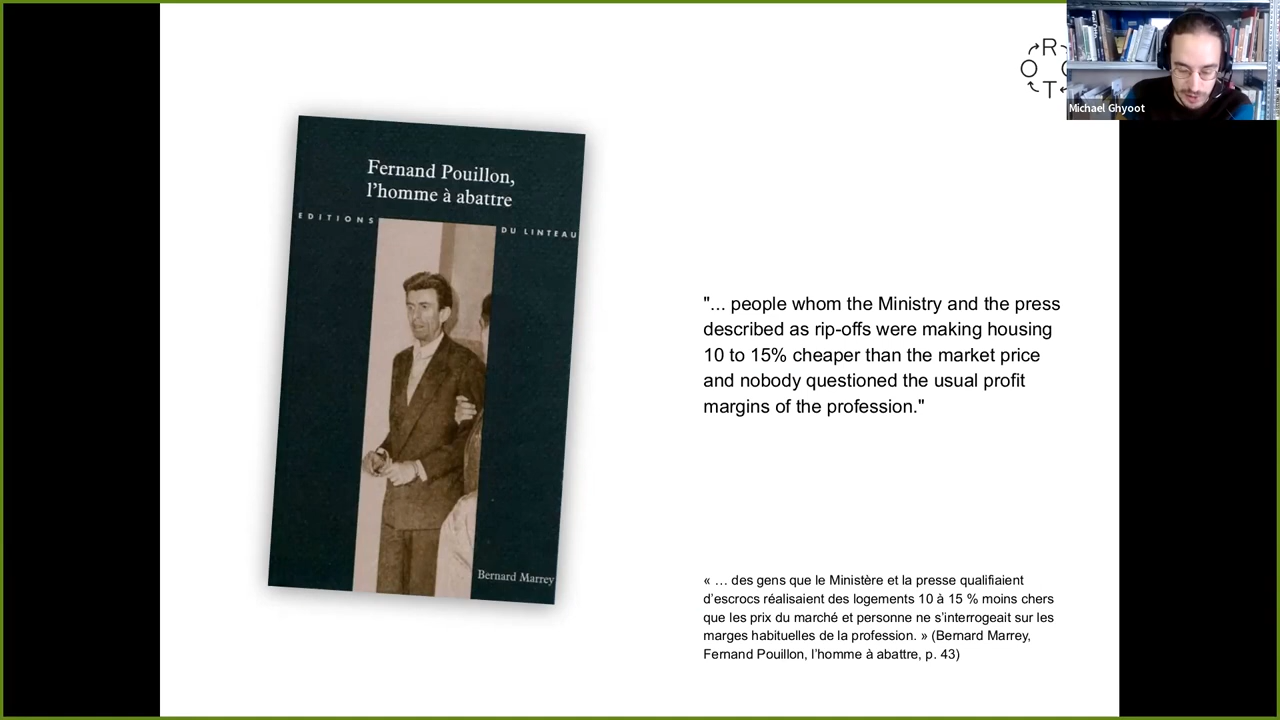 R
O
T
Michael Ghyoot
Fernand Pouillon,
l'homme à abattre
EDITIONS
DU LINTEAU
Bernard Marrey
"... people whom the Ministry and the press
described as rip-offs were making housing
10 to 15% cheaper than the market price
and nobody questioned the usual profit
margins of the profession."
« … des gens que le Ministère et la presse qualifiaient
d’escrocs réalisaient des logements 10 à 15 % moins chers
que les prix du marché et personne ne s’interrogeait sur les
marges habituelles de la profession. » (Bernard Marrey,
Fernand Pouillon, l’homme à abattre, p. 43)